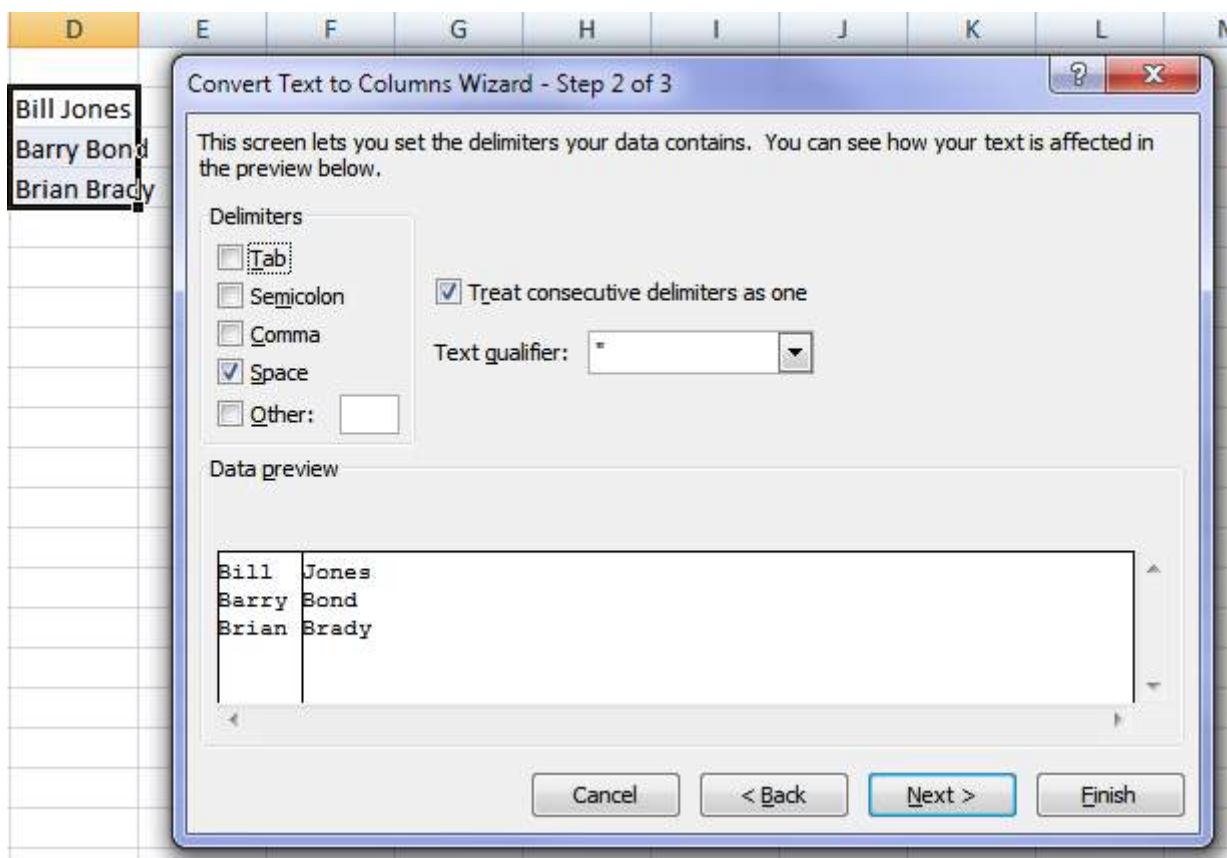 D E F G H I J K L
Convert Text to Columns Wizard - Step 2 of 3
Bill Jones
Barry Bond
Brian Brady
This screen lets you set the delimiters your data contains. You can see how your text is affected in
the preview below.
Delimiters
Tab
Semicolon
Comma
Space
Other:
Treat consecutive delimiters as one
Text qualifier: "
Data preview
Bill Jones
Barry Bond
Brian Brady
Cancel < Back Next > Finish